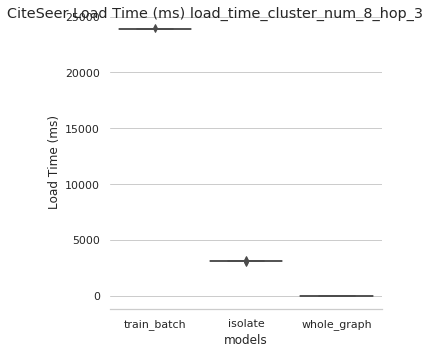 CiteSeer Load Time (ms) load_time_cluster_num_8_hop_3
25000
20000
15000
10000
5000
0
Load Time (ms)
train_batch
isolate
whole_graph
models